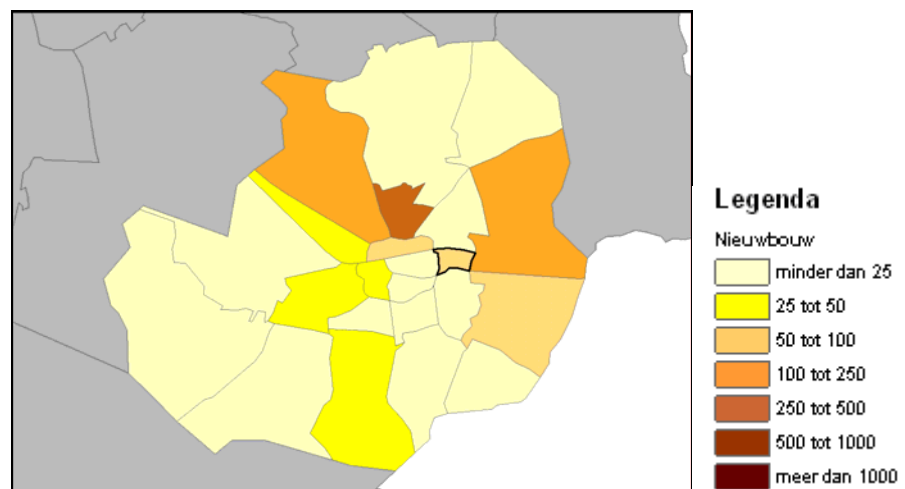 Legenda
Nieuwbouw
minder dan 25
25 tot 50
50 tot 100
100 tot 250
250 tot 500
500 tot 1000
meer dan 1000